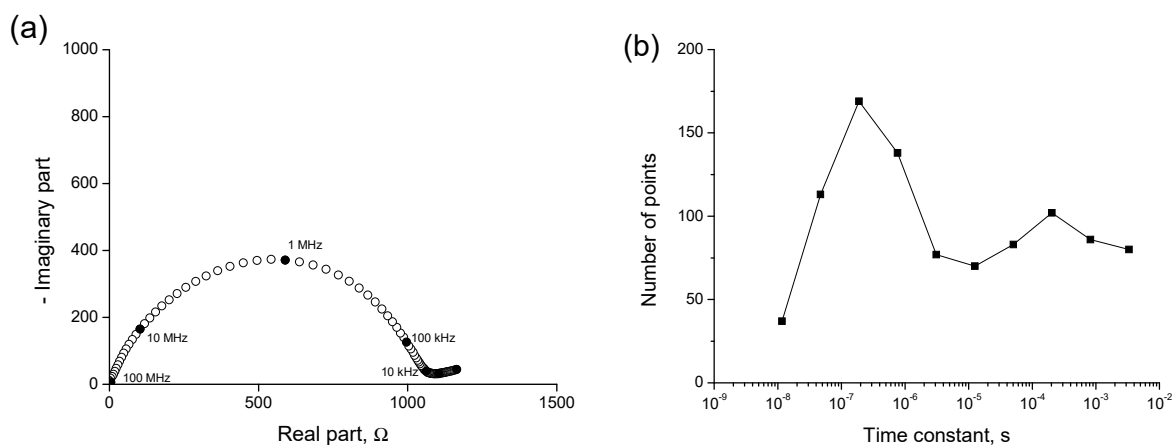 (a)
1000
800
600
400
200
0
- Imaginary part
1 MHz
10 MHz
100 MHz
100 kHz
10 kHz
0
500
1000
1500
Real part, Ω
(b)
200
150
100
50
0
Number of points
10⁻⁹
10⁻⁸
10⁻⁷
10⁻⁶
10⁻⁵
10⁻⁴
10⁻³
10⁻²
Time constant, s